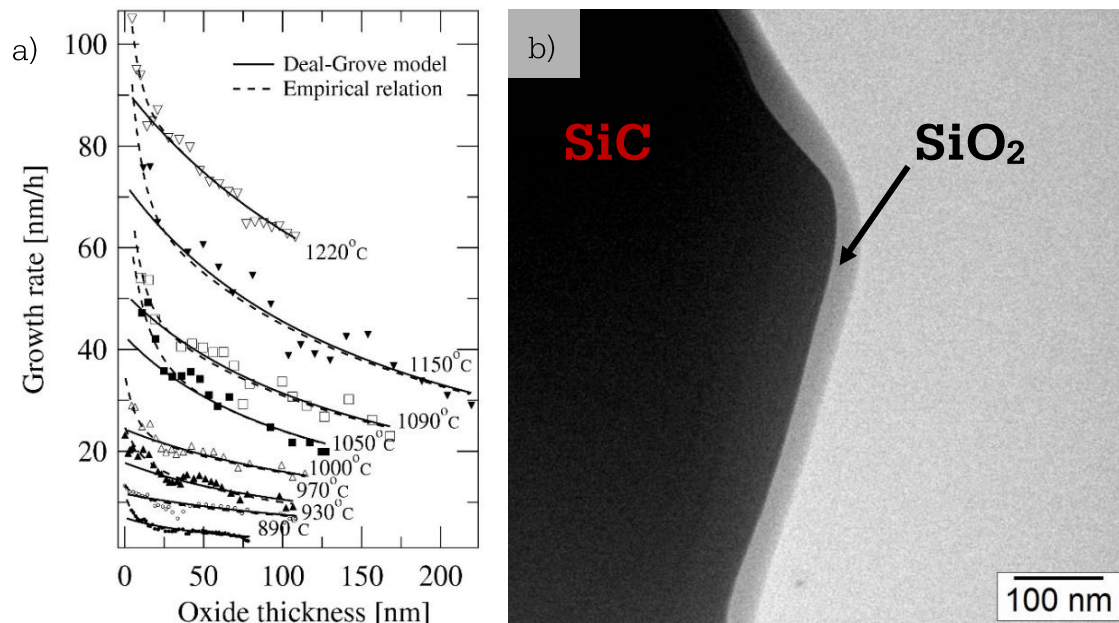 a)
100
80
60
40
20
0 50 100 150 200
Growth rate [nm/h]
Oxide thickness [nm]
Deal-Grove model
Empirical relation
1220°C
1150°C
1090°C
1050°C
1000°C
970°C
930°C
890°C
b)
SiC
SiO₂
100 nm